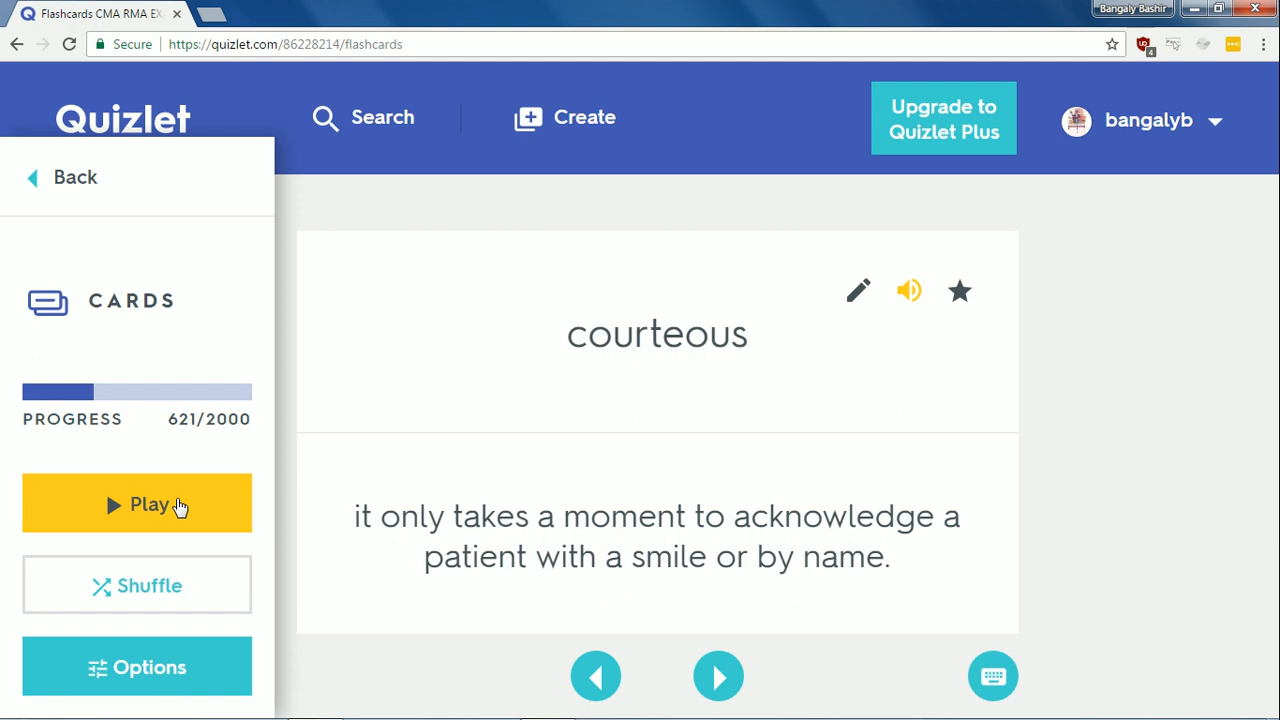 Flashcards CMA RMA EX
Bangaly Bashir
Secure
https://quizlet.com/86228214/flashcards
4
Quizlet
Search
Create
Upgrade to
Quizlet Plus
bangalyb
Back
CARDS
PROGRESS 621/2000
Play
Shuffle
Options
courteous
it only takes a moment to acknowledge a
patient with a smile or by name.